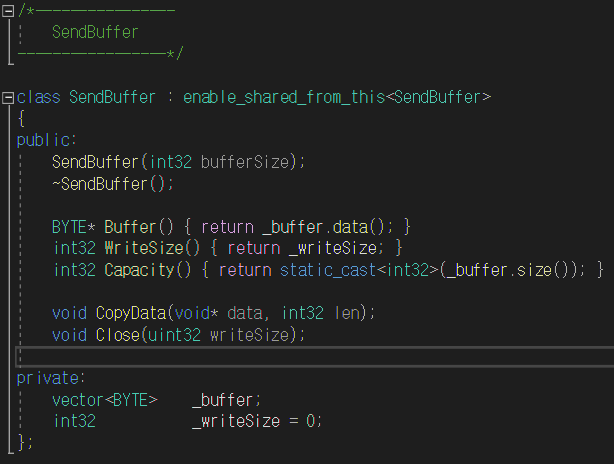 /*----------------
    SendBuffer
-----------------*/

class SendBuffer : enable_shared_from_this<SendBuffer>
{
public:
    SendBuffer(int32 bufferSize);
    ~SendBuffer();

    BYTE* Buffer() { return _buffer.data(); }
    int32 WriteSize() { return _writeSize; }
    int32 Capacity() { return static_cast<int32>(_buffer.size()); }

    void CopyData(void* data, int32 len);
    void Close(uint32 writeSize);

private:
    vector<BYTE>    _buffer;
    int32           _writeSize = 0;
};